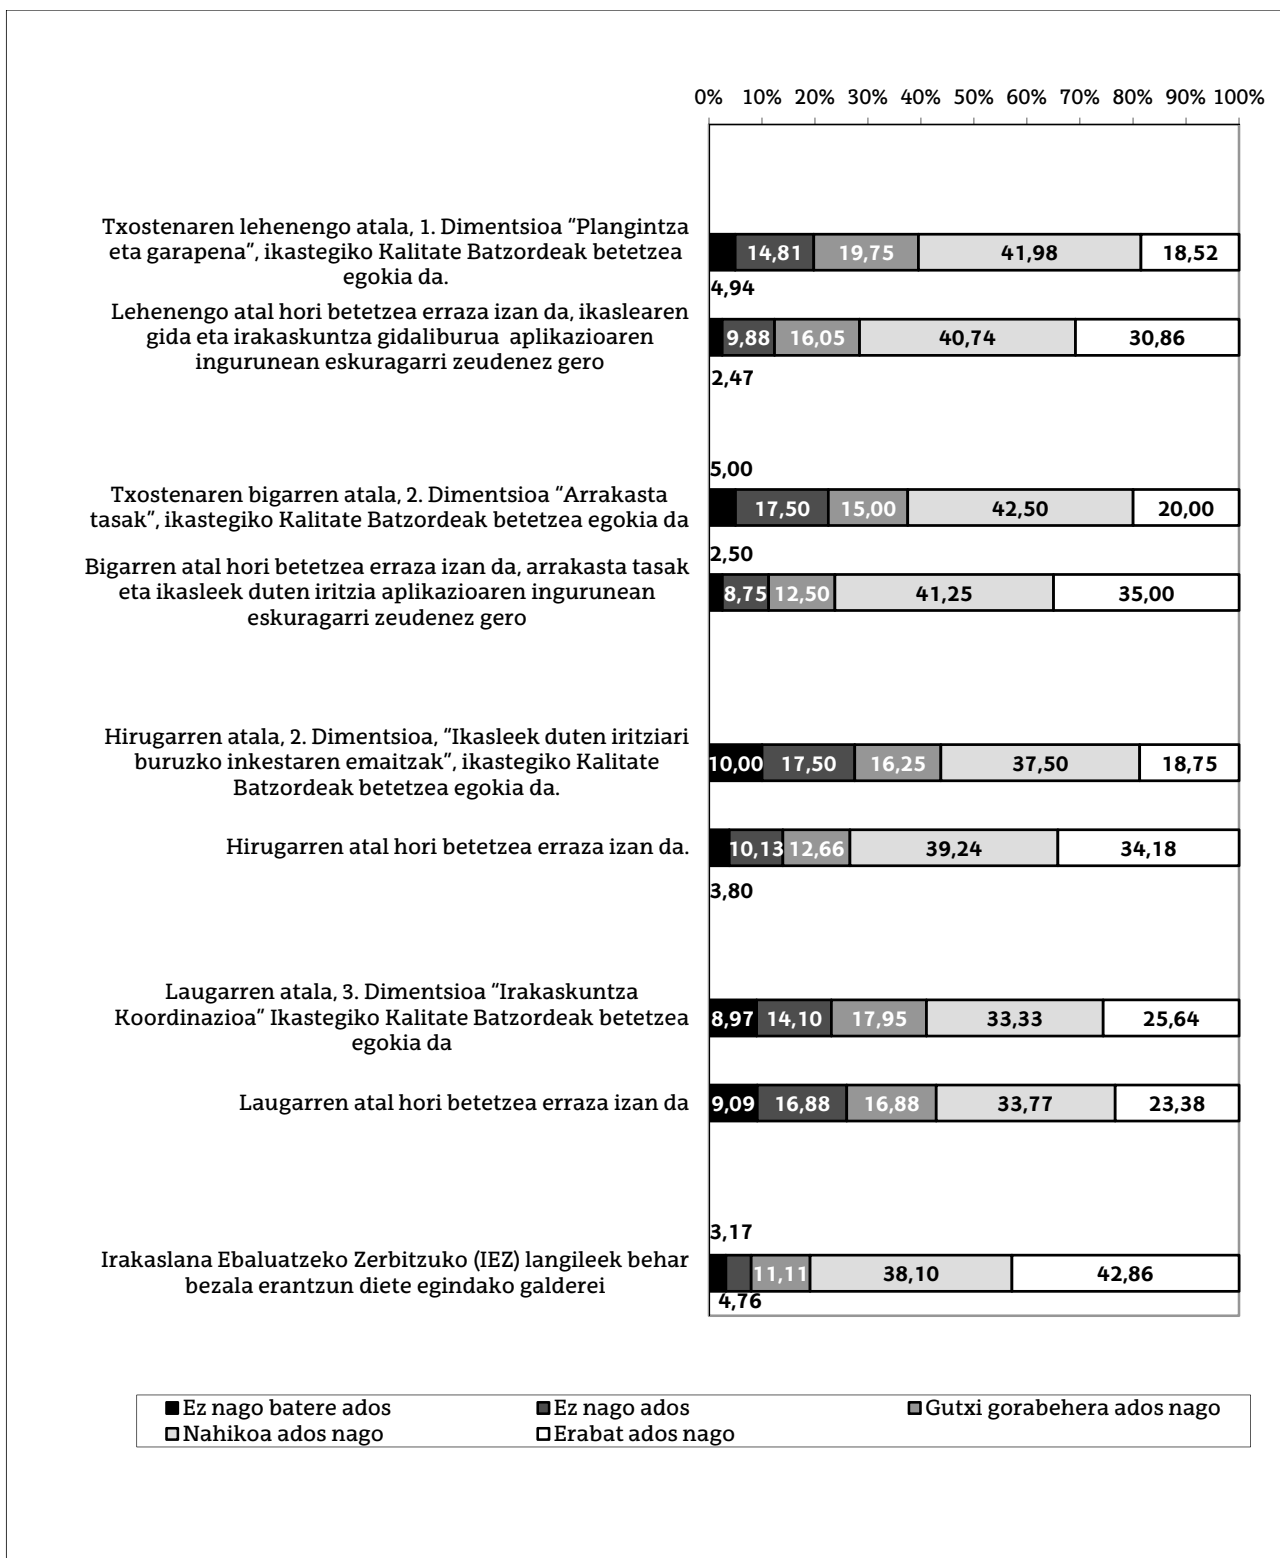 0% 10% 20% 30% 40% 50% 60% 70% 80% 90% 100%
Txostenaren lehenengo atala, 1. Dimentsioa “Plangintza
eta garapena”, ikastegiko Kalitate Batzordeak betetzea
egokia da.
14,81 19,75 41,98 18,52
4,94
Lehenengo atal hori betetzea erraza izan da, ikaslearen
gida eta irakaskuntza gidaliburua aplikazioaren
ingurunean eskuragarri zeudenez gero
9,88 16,05 40,74 30,86
2,47
5,00
Txostenaren bigarren atala, 2. Dimentsioa “Arrakasta
tasak”, ikastegiko Kalitate Batzordeak betetzea egokia da
17,50 15,00 42,50 20,00
2,50
Bigarren atal hori betetzea erraza izan da, arrakasta tasak
eta ikasleek duten iritzia aplikazioaren ingurunean
eskuragarri zeudenez gero
8,75 12,50 41,25 35,00
Hirugarren atala, 2. Dimentsioa, “Ikasleek duten iritziari
buruzko inkestaren emaitzak”, ikastegiko Kalitate
Batzordeak betetzea egokia da.
10,00 17,50 16,25 37,50 18,75
Hirugarren atal hori betetzea erraza izan da.
10,13 12,66 39,24 34,18
3,80
Laugarren atala, 3. Dimentsioa “Irakaskuntza
Koordinazioa” Ikastegiko Kalitate Batzordeak betetzea
egokia da
8,97 14,10 17,95 33,33 25,64
Laugarren atal hori betetzea erraza izan da
9,09 16,88 16,88 33,77 23,38
3,17
Irakaslana Ebaluatzeko Zerbitzuko (IEZ) langileek behar
bezala erantzun diete egindako galderei
11,11 38,10 42,86
4,76
Ez nago batere ados Ez nago ados Gutxi gorabehera ados nago
Nahikoa ados nago Erabat ados nago